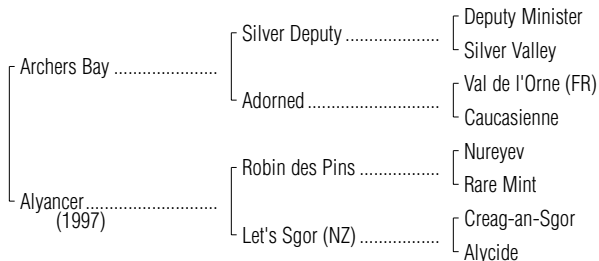 Deputy Minister
Silver Deputy ....................
Silver Valley
Archers Bay ......................
Val de l'Orne (FR)
Adorned ............................
Caucasienne
Nureyev
Robin des Pins .................
Rare Mint
Alyancer............................
(1997)
Creag-an-Sgor
Let's Sgor (NZ) .................
Alycide